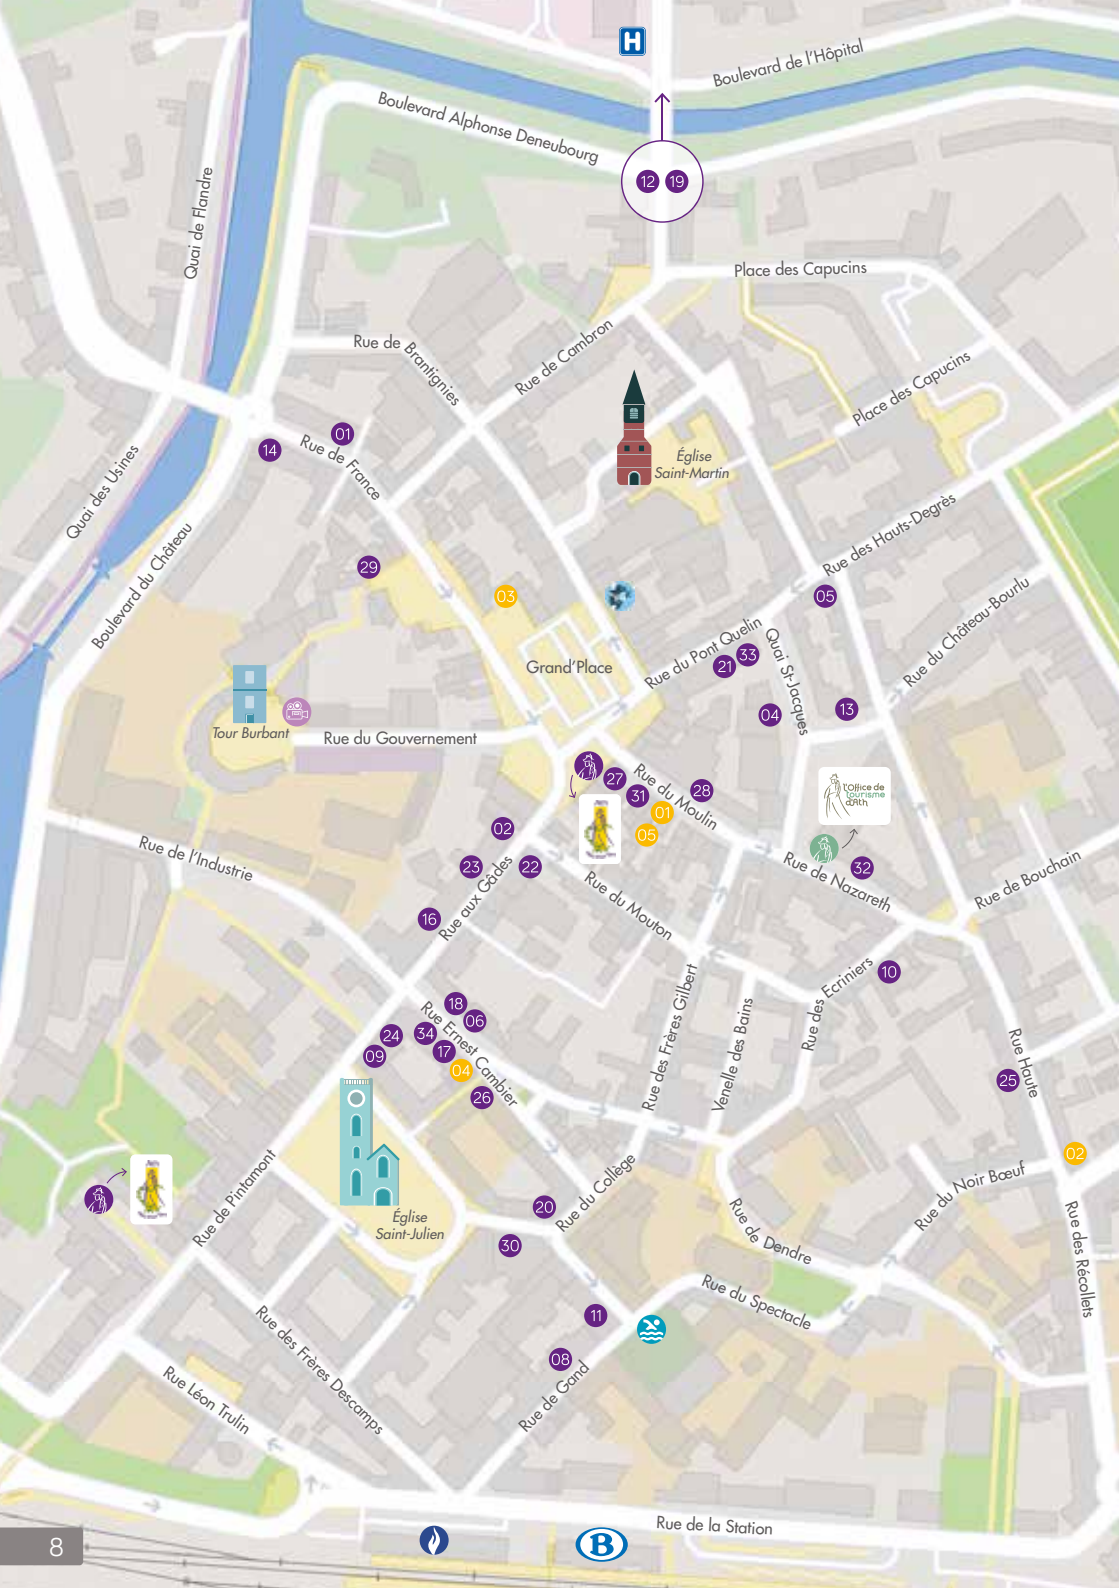 H
Boulevard de l'Hôpital
Boulevard Alphonse Deneubourg
12 19
Quai de Flandre
Place des Capucins
Rue de Brantignies
Rue de Cambron
Place des Capucins
01
14
Rue de France
Église
Saint-Martin
Quai des Usines
Rue des Hauts-Degrès
Boulevard du Château
29
03
05
Rue du Château-Bourlu
Rue du Pont Quelin
33
21
Quai St-Jacques
Grand'Place
04
13
Tour Burbant
Rue du Gouvernement
27
Rue du Moulin
28
31
01
05
l'Office de
tourisme
d'Ath
02
Rue de l'Industrie
23
22
32
Rue de Nazareth
Rue de Bouchain
Rue du Mouton
16
Rue aux Gâdes
10
Rue des Ecriniers
18
06
Rue Ernest Cambier
24
34
17
09
04
26
Rue des Frères Gilbert
Venelle des Bains
Rue Haute
25
02
Rue de Pintamont
Rue du Collège
Rue du Noir Bœuf
20
Église
Saint-Julien
30
Rue de Dendre
Rue des Récollets
Rue du Spectacle
11
08
Rue de Gand
Rue des Frères Descamps
Rue Léon Trulin
Rue de la Station
8
B